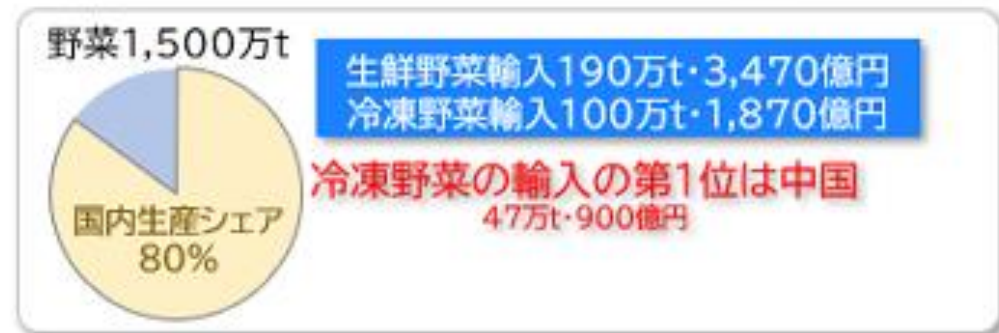 野菜1,500万t
生鮮野菜輸入190万t･3,470億円
冷凍野菜輸入100万t･1,870億円
冷凍野菜の輸入の第1位は中国
47万t･900億円
国内生産シェア
80%